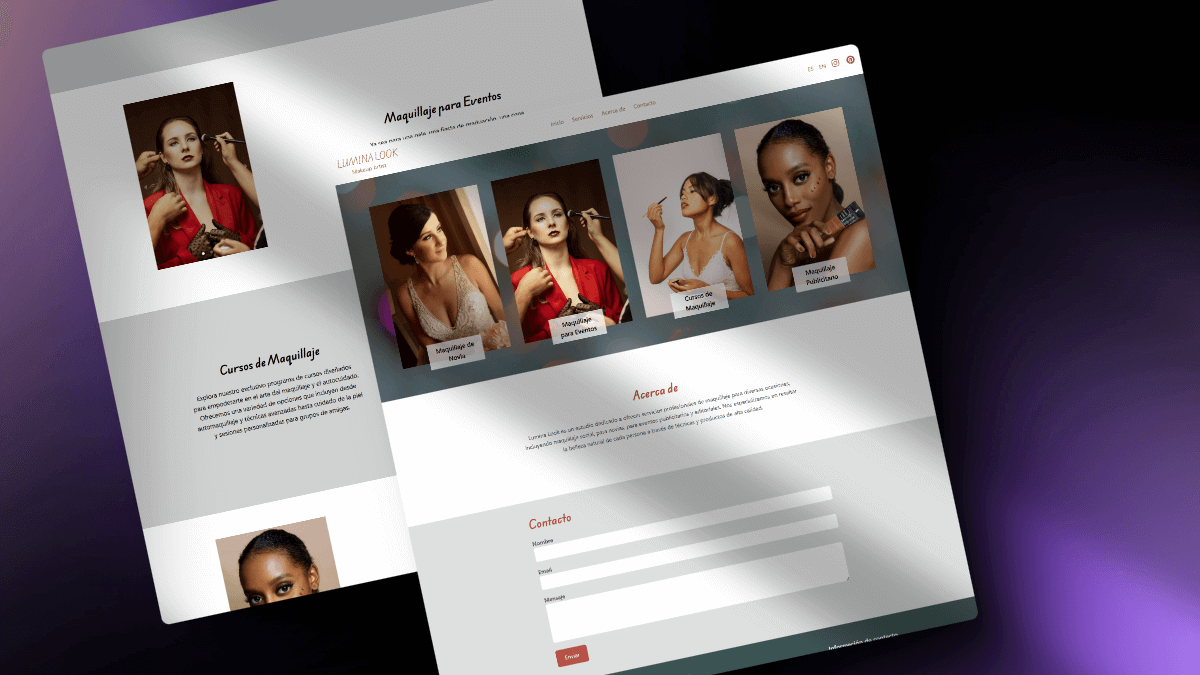 Maquillaje para Eventos
Ya sea para una gala, una fiesta de graduación, una cena
Cursos de Maquillaje
Explora nuestro exclusivo programa de cursos diseñados
para empoderarte en el arte del maquillaje y el autocuidado.
Ofrecemos una variedad de opciones que incluyen desde
automaquillaje y técnicas avanzadas hasta cuidado de la piel
y sesiones personalizadas para grupos de amigas.
ES EN
Inicio Servicios Acerca de Contacto
LUMINA LOOK
Makeup Artist
Maquillaje de
Novia
Maquillaje
para Eventos
Cursos de
Maquillaje
Maquillaje
Publicitario
Acerca de
Lumina Look es un estudio dedicado a ofrecer servicios profesionales de maquillaje para diversas ocasiones,
incluyendo maquillaje social, para novias, para eventos publicitarios y editoriales. Nos especializamos en resaltar
la belleza natural de cada persona a través de técnicas y productos de alta calidad.
Contacto
Nombre
Email
Mensaje
Enviar
Información de contacto